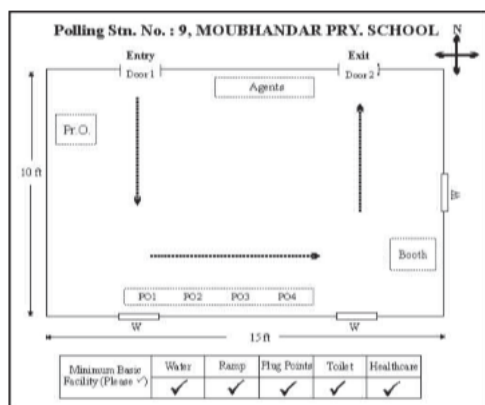 Polling Stn. No. : 9, MOUBHANDAR PRY. SCHOOL
N
Entry
Exit
Door 1
Door 2
Agents
Pr.O.
10 ft
W
Booth
PO1 PO2 PO3 PO4
W
W
15 ft
Minimum Basic Facility (Please ✓)
Water
Ramp
Plug Points
Toilet
Healthcare
✓ ✓ ✓ ✓ ✓